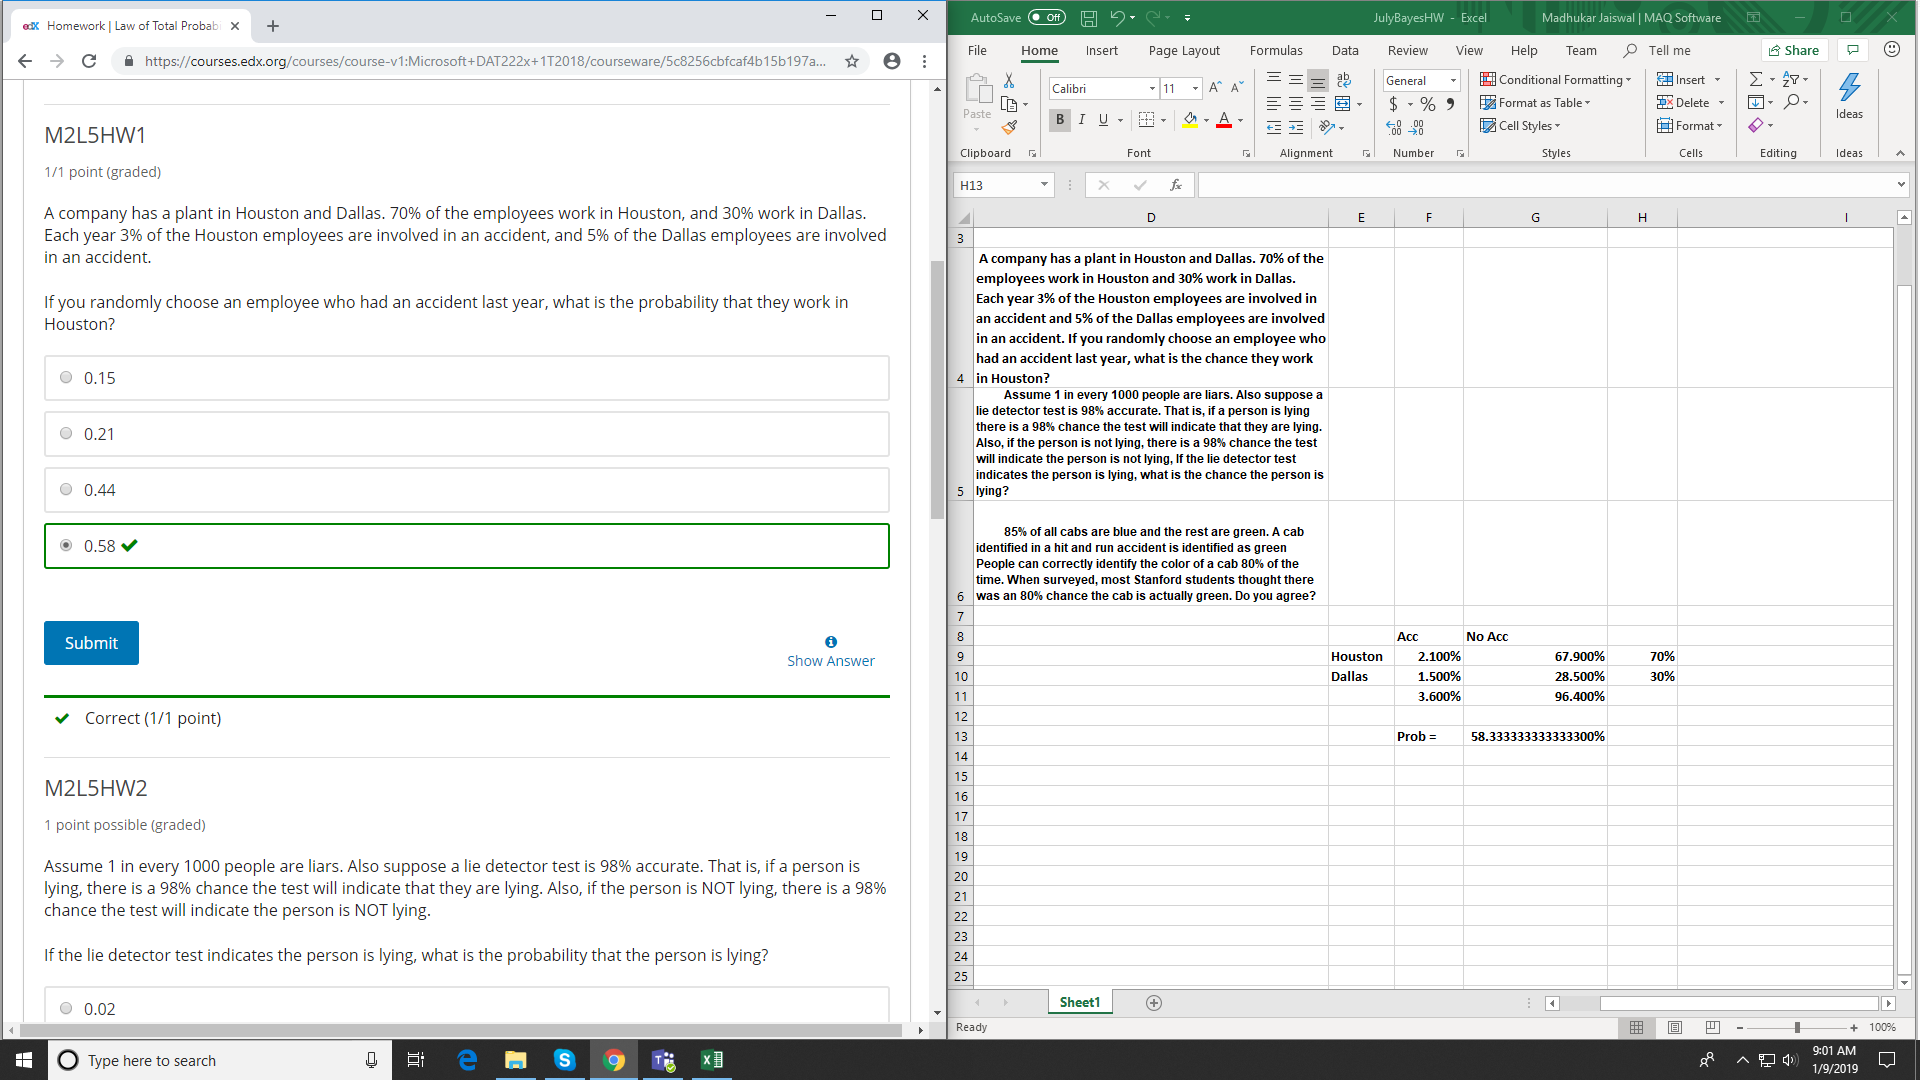 edX Homework | Law of Total Probab
https://courses.edx.org/courses/course-v1:Microsoft+DAT222x+1T2018/courseware/5c8256cbfcaf4b15b197a...
M2L5HW1
1/1 point (graded)
A company has a plant in Houston and Dallas. 70% of the employees work in Houston, and 30% work in Dallas.
Each year 3% of the Houston employees are involved in an accident, and 5% of the Dallas employees are involved
in an accident.
If you randomly choose an employee who had an accident last year, what is the probability that they work in
Houston?
0.15
0.21
0.44
0.58
Submit
Show Answer
Correct (1/1 point)
M2L5HW2
1 point possible (graded)
Assume 1 in every 1000 people are liars. Also suppose a lie detector test is 98% accurate. That is, if a person is
lying, there is a 98% chance the test will indicate that they are lying. Also, if the person is NOT lying, there is a 98%
chance the test will indicate the person is NOT lying.
If the lie detector test indicates the person is lying, what is the probability that the person is lying?
0.02
AutoSave Off JulyBayesHW - Excel Madhukar Jaiswal | MAQ Software
File Home Insert Page Layout Formulas Data Review View Help Team Tell me Share
Paste Calibri 11 A A ab General Conditional Formatting Insert
B I U A $ % 9 Format as Table Delete
Cell Styles Format Ideas
Clipboard Font Alignment Number Styles Cells Editing Ideas
H13 fx
D E F G H I
3
A company has a plant in Houston and Dallas. 70% of the
employees work in Houston and 30% work in Dallas.
Each year 3% of the Houston employees are involved in
an accident and 5% of the Dallas employees are involved
in an accident. If you randomly choose an employee who
had an accident last year, what is the chance they work
4 in Houston?
Assume 1 in every 1000 people are liars. Also suppose a
lie detector test is 98% accurate. That is, if a person is lying
there is a 98% chance the test will indicate that they are lying.
Also, if the person is not lying, there is a 98% chance the test
will indicate the person is not lying, If the lie detector test
indicates the person is lying, what is the chance the person is
5 lying?
85% of all cabs are blue and the rest are green. A cab
identified in a hit and run accident is identified as green
People can correctly identify the color of a cab 80% of the
time. When surveyed, most Stanford students thought there
6 was an 80% chance the cab is actually green. Do you agree?
7
8 Acc No Acc
9 Houston 2.100% 67.900% 70%
10 Dallas 1.500% 28.500% 30%
11 3.600% 96.400%
12
13 Prob = 58.333333333333300%
14
15
16
17
18
19
20
21
22
23
24
25
Sheet1
Ready 100%
Type here to search
9:01 AM
1/9/2019